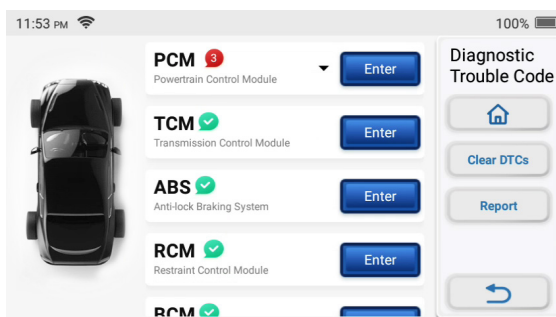 11:53 PM
100%
PCM 3
Powertrain Control Module
Enter
TCM
Transmission Control Module
Enter
ABS
Anti-lock Braking System
Enter
RCM
Restraint Control Module
Enter
BCM
Diagnostic
Trouble Code
Clear DTCs
Report